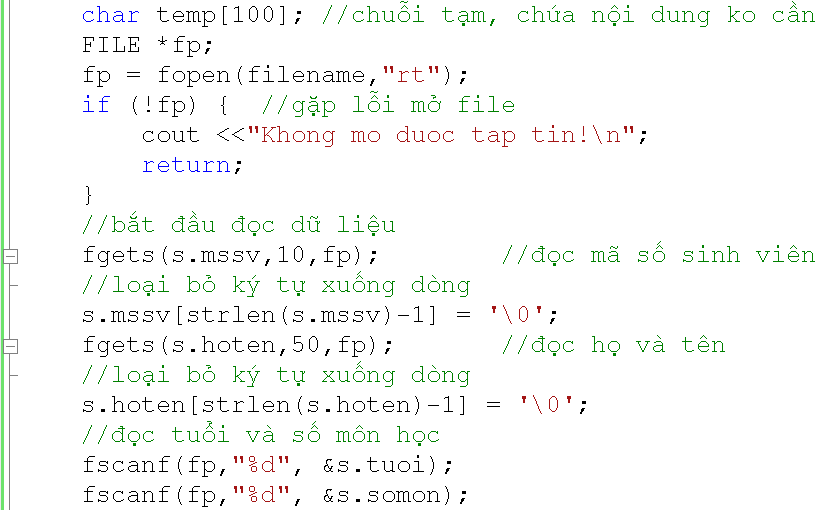 char temp[100]; //chuỗi tạm, chứa nội dung ko cần
FILE *fp;
fp = fopen(filename,"rt");
if (!fp) {  //gặp lỗi mở file
    cout <<"Khong mo duoc tap tin!\n";
    return;
}
//bắt đầu đọc dữ liệu
fgets(s.mssv,10,fp);        //đọc mã số sinh viên
//loại bỏ ký tự xuống dòng
s.mssv[strlen(s.mssv)-1] = '\0';
fgets(s.hoten,50,fp);       //đọc họ và tên
//loại bỏ ký tự xuống dòng
s.hoten[strlen(s.hoten)-1] = '\0';
//đọc tuổi và số môn học
fscanf(fp,"%d", &s.tuoi);
fscanf(fp,"%d", &s.somon);